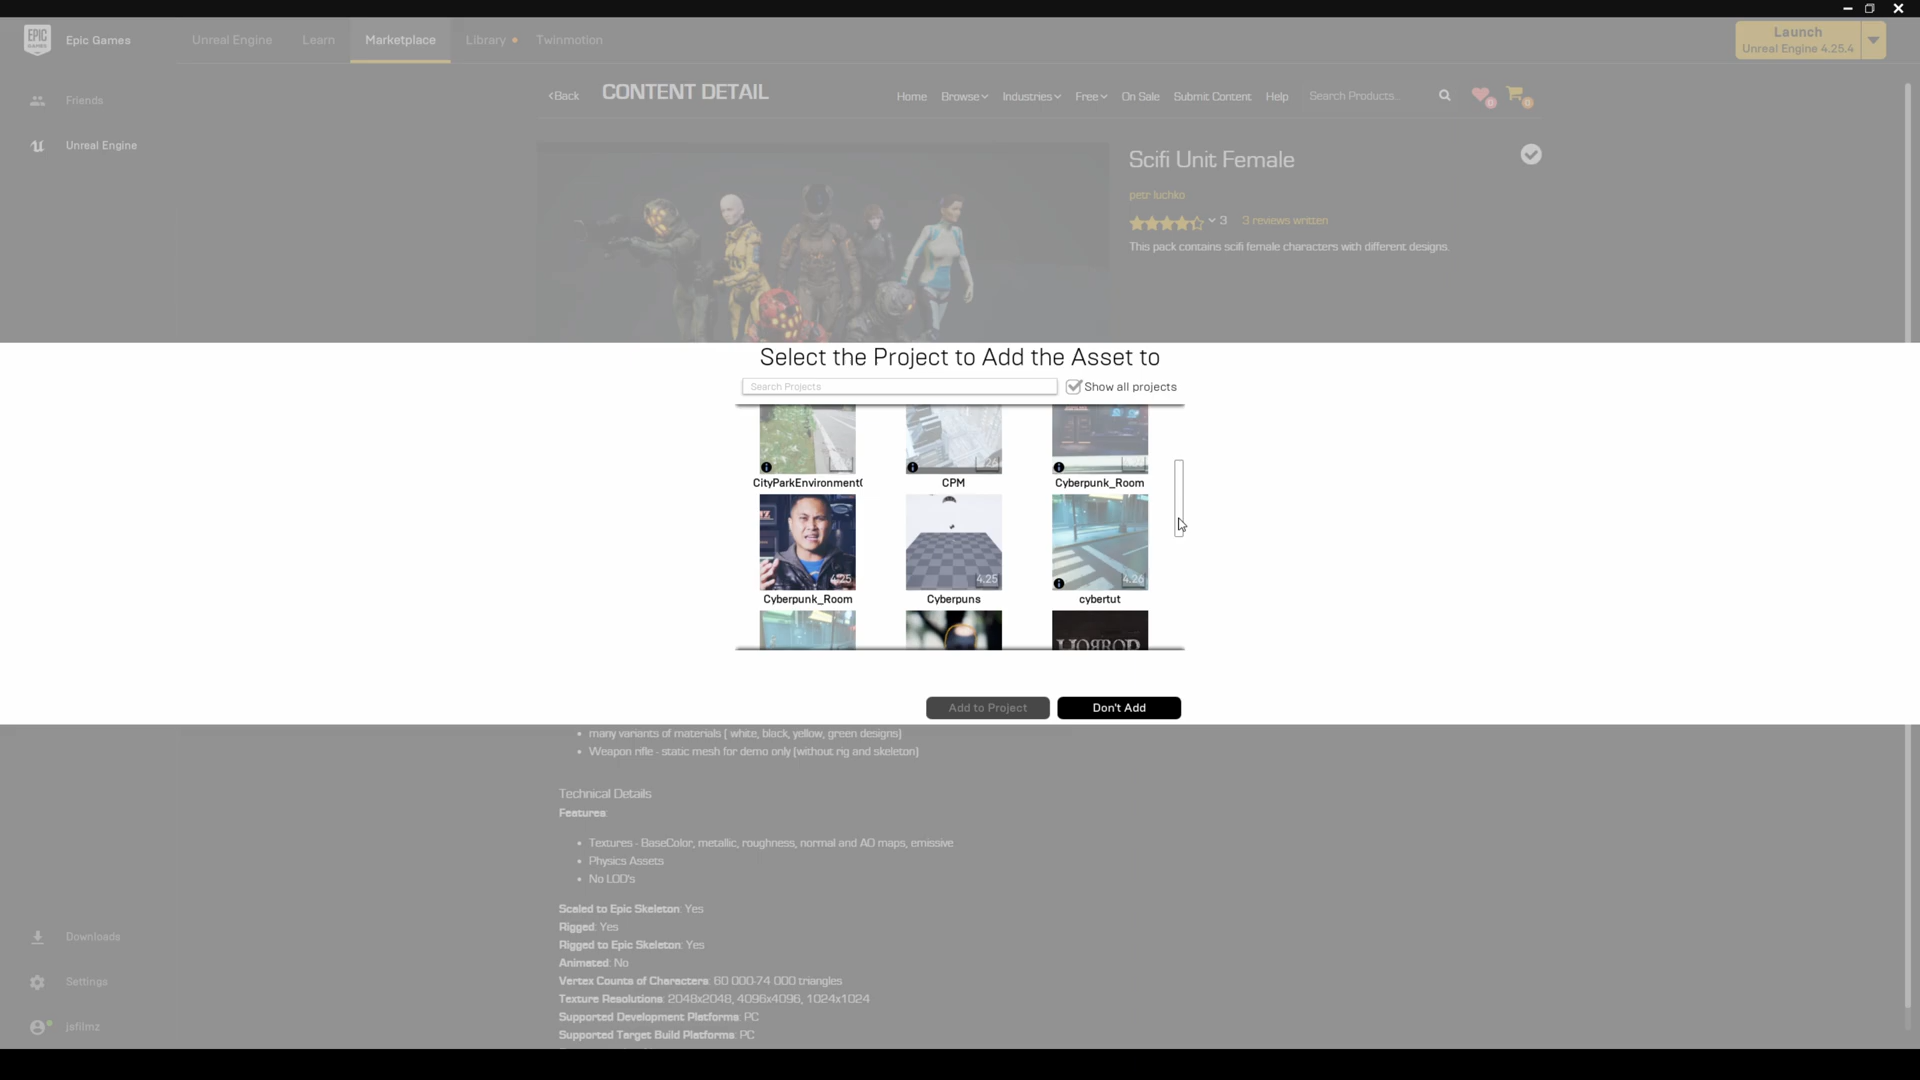 EPIC
GAMES
Epic Games
Unreal Engine
Learn
Marketplace
Library
Twinmotion
Launch
Unreal Engine 4.25.4
Friends
Unreal Engine
<Back
CONTENT DETAIL
Home
Browse
Industries
Free
On Sale
Submit Content
Help
Search Products...
0
0
Scifi Unit Female
petr luchko
3
3 reviews written
This pack contains scifi female characters with different designs.
Select the Project to Add the Asset to
Search Projects
Show all projects
CityParkEnvironment
CPM
Cyberpunk_Room
4.25
4.25
4.26
Cyberpunk_Room
Cyberpuns
cybertut
HORROR
Add to Project
Don't Add
• many variants of materials ( white, black, yellow, green designs)
• Weapon rifle - static mesh for demo only (without rig and skeleton)
Technical Details
Features:
• Textures - BaseColor, metallic, roughness, normal and AO maps, emissive
• Physics Assets
• No LOD's
Scaled to Epic Skeleton: Yes
Rigged: Yes
Rigged to Epic Skeleton: Yes
Animated: No
Vertex Counts of Characters: 60 000-74 000 triangles
Texture Resolutions: 2048x2048, 4096x4096, 1024x1024
Supported Development Platforms: PC
Supported Target Build Platforms: PC
Downloads
Settings
jsfilmz